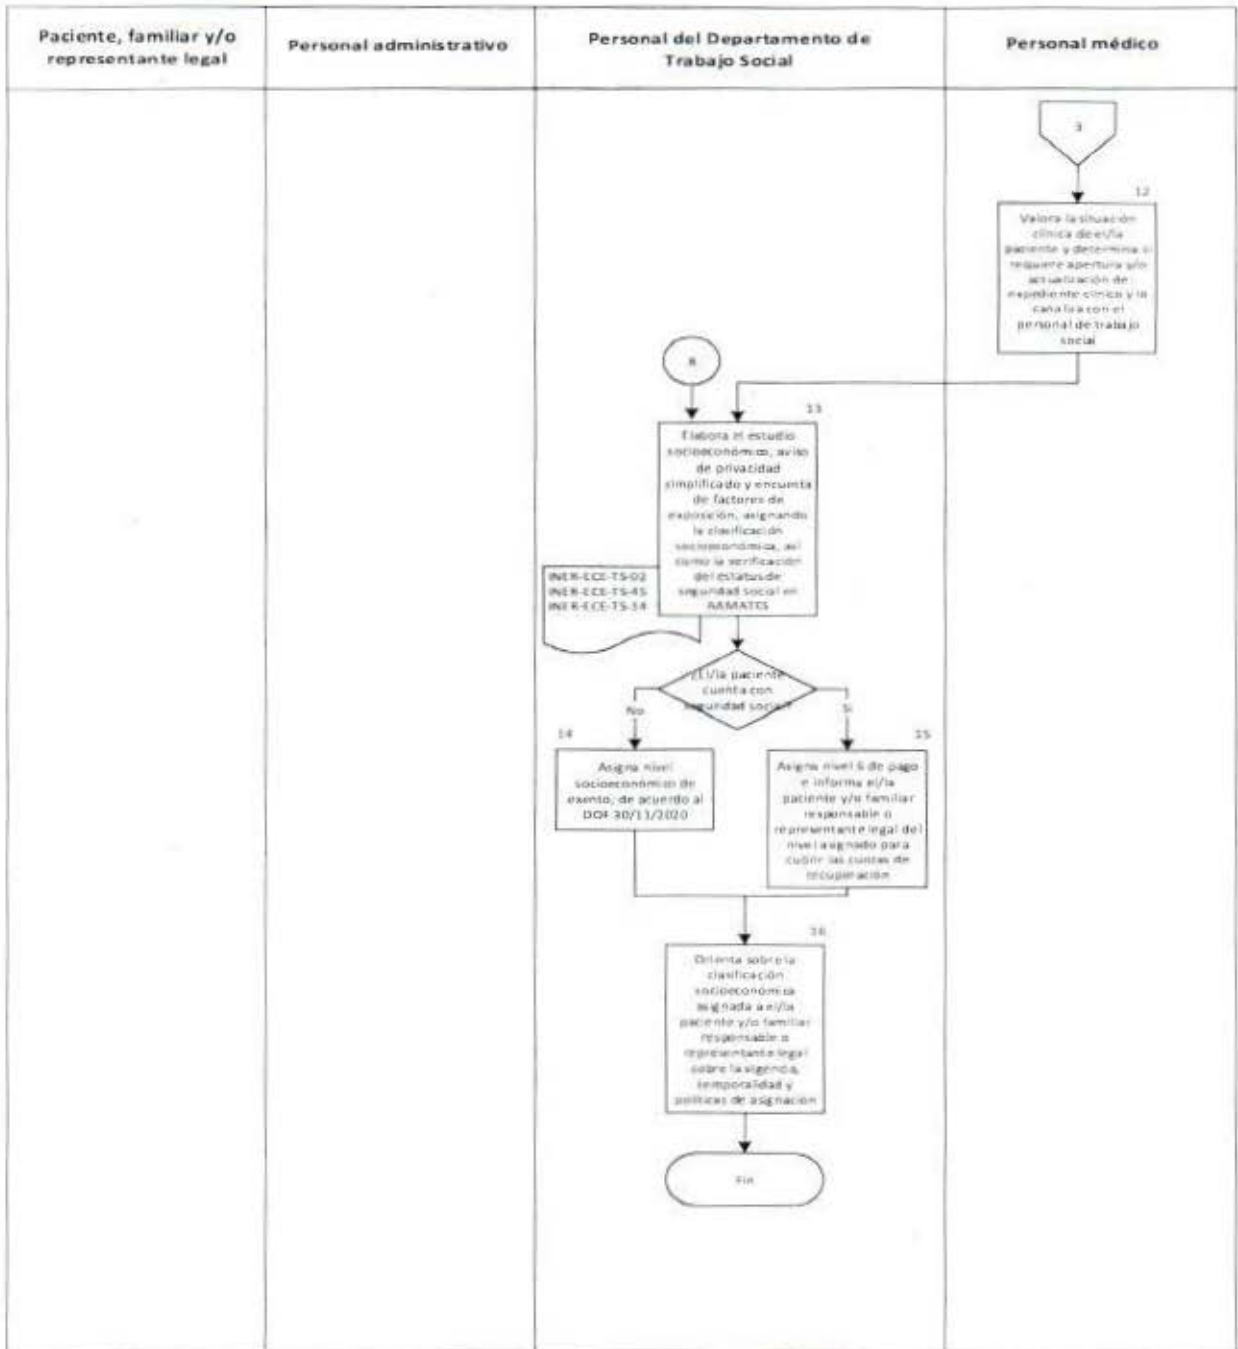 Paciente, familiar y/o
representante legal
Personal administrativo
Personal del Departamento de
Trabajo Social
Personal médico
3
12
Valora la situación
clínica de el/la
paciente y determina si
requiere apertura y/o
actualización de
expediente clínico y lo
canaliza con el
personal de trabajo
social
13
Elabora el estudio
socioeconómico, aviso
de privacidad
simplificado y encuesta
de factores de
exposición, asignando
la clasificación
socioeconómica, así
como la verificación
del estatus de
seguridad social en
INER-ECE-TS-02
INER-ECE-TS-45
INER-ECE-TS-34
¿El/la paciente
cuenta con
seguridad social?
No
Si
14
Asigna nivel
socioeconómico de
exento, de acuerdo al
DOF 30/11/2020
15
Asigna nivel 6 de pago
e informa el/la
paciente y/o familiar
responsable o
representante legal del
nivel asignado para
cubrir las cuotas de
recuperación
16
Orienta sobre la
clasificación
socioeconómica
asignada a el/la
paciente y/o familiar
responsable o
representante legal
sobre la vigencia,
temporalidad y
políticas de asignación
Fin